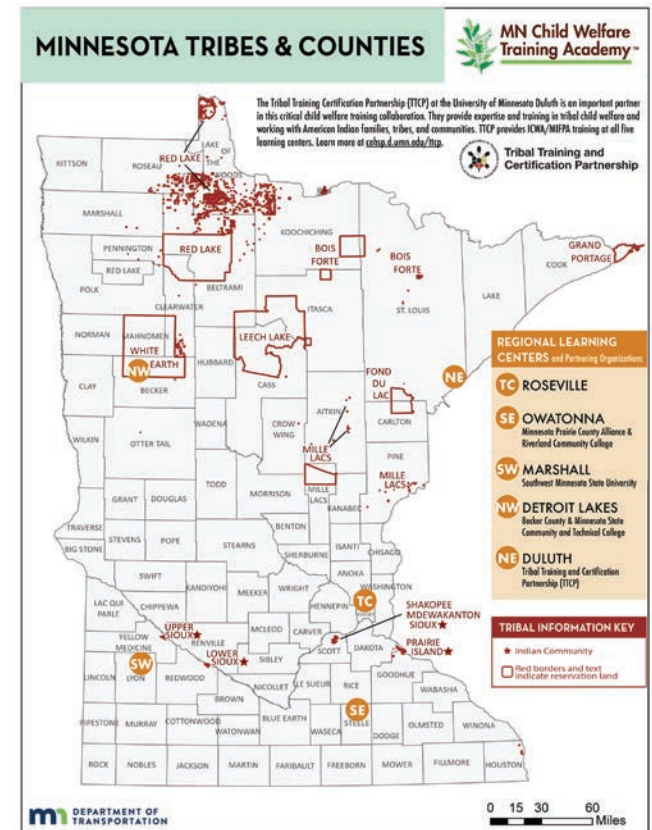 MINNESOTA TRIBES & COUNTIES
MN Child Welfare
Training Academy™
The Tribal Training Certification Partnership (TTCP) at the University of Minnesota Duluth is an important partner
in this critical child welfare training collaboration. They provide expertise and training in tribal child welfare and
working with American Indian families, tribes, and communities. TTCP provides ICWA/MIFPA training at all five
learning centers. Learn more at cahsp.d.umn.edu/ttcp.
Tribal Training and
Certification Partnership
KITTSON
ROSEAU
LAKE
OF
THE
WOODS
RED LAKE
MARSHALL
KOOCHICHING
PENNINGTON
RED LAKE
RED LAKE
BOIS
FORTE
BOIS
FORTE
GRAND
PORTAGE
COOK
LAKE
POLK
BELTRAMI
CLEARWATER
ITASCA
ST. LOUIS
NORMAN
MAHNOMEN
WHITE
EARTH
NW
LEECH LAKE
HUBBARD
CASS
CLAY
BECKER
FOND
DU
LAC
NE
WADENA
CROW
WING
AITKIN
CARLTON
WILKIN
OTTER TAIL
MILLE
LACS
PINE
TODD
MORRISON
MILLE
LACS
KANABEC
MILLE
LACS
GRANT
DOUGLAS
TRAVERSE
BIG STONE
STEVENS
POPE
STEARNS
BENTON
SHERBURNE
ISANTI
CHISAGO
ANOKA
WASHINGTON
SWIFT
KANDIYOHI
MEEKER
WRIGHT
HENNEPIN
TC
LAC QUI
PARLE
CHIPPEWA
MCLEOD
CARVER
SHAKOPEE
MDEWAKANTON
SIOUX★
UPPER
SIOUX★
RENVILLE
YELLOW
MEDICINE
SCOTT
DAKOTA
PRAIRIE
ISLAND★
SW
LOWER
SIOUX★
SIBLEY
LINCOLN
LYON
REDWOOD
NICOLLET
LE SUEUR
RICE
GOODHUE
WABASHA
BROWN
SE
PIPESTONE
MURRAY
COTTONWOOD
WATONWAN
BLUE EARTH
WASECA
STEELE
DODGE
OLMSTED
WINONA
ROCK
NOBLES
JACKSON
MARTIN
FARIBAULT
FREEBORN
MOWER
FILLMORE
HOUSTON
REGIONAL LEARNING
CENTERS and Partnering Organizations
TC ROSEVILLE
SE OWATONNA
Minnesota Prairie County Alliance &
Riverland Community College
SW MARSHALL
Southwest Minnesota State University
NW DETROIT LAKES
Becker County & Minnesota State
Community and Technical College
NE DULUTH
Tribal Training and Certification
Partnership (TTCP)
TRIBAL INFORMATION KEY
★ Indian Community
Red borders and text
indicate reservation land
mn DEPARTMENT OF
TRANSPORTATION
0 15 30 60
Miles